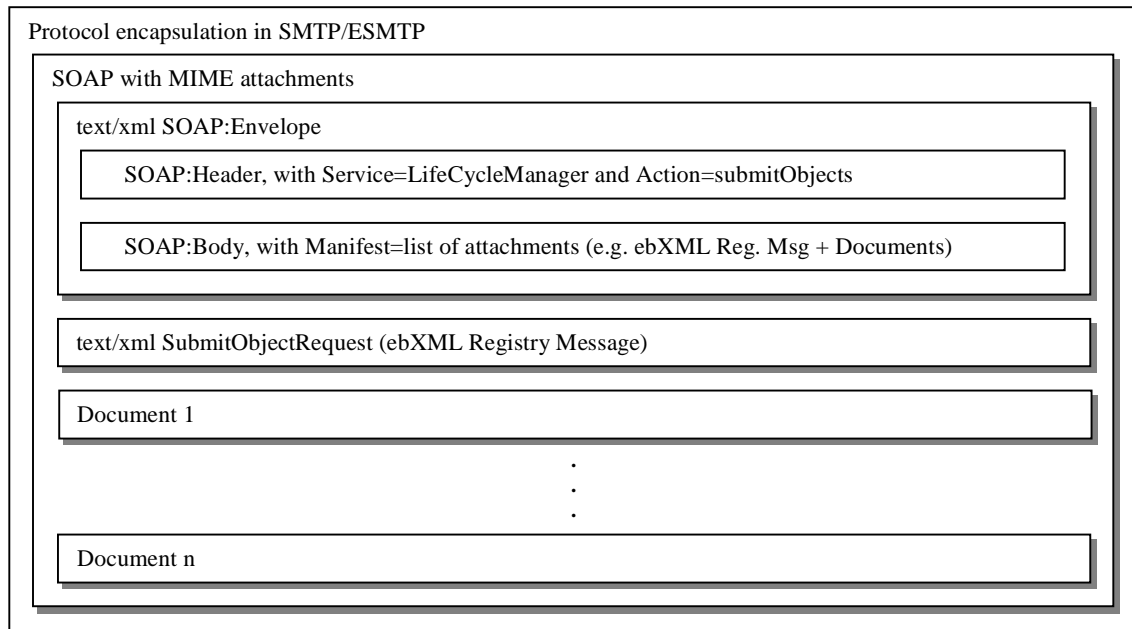 Protocol encapsulation in SMTP/ESMTP
SOAP with MIME attachments
text/xml SOAP:Envelope
SOAP:Header, with Service=LifeCycleManager and Action=submitObjects
SOAP:Body, with Manifest=list of attachments (e.g. ebXML Reg. Msg + Documents)
text/xml SubmitObjectRequest (ebXML Registry Message)
Document 1
.
.
.
Document n